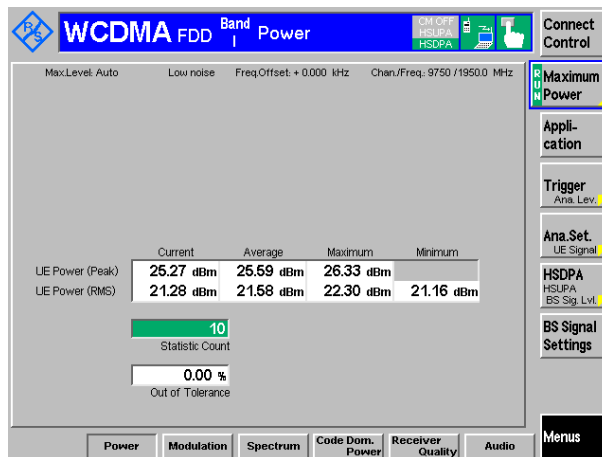 R&S
WCDMA FDD Band I Power
CM OFF
HSUPA
HSDPA
Connect Control
Max.Level: Auto Low noise Freq.Offset: + 0.000 kHz Chan./Freq.: 9750 / 1950.0 MHz
RUN
Maximum Power
Appli-
cation
Trigger
Ana. Lev.
Ana.Set.
UE Signal
HSDPA
HSUPA
BS Sig. Lvl.
BS Signal
Settings
Current Average Maximum Minimum
UE Power (Peak) 25.27 dBm 25.59 dBm 26.33 dBm
UE Power (RMS) 21.28 dBm 21.58 dBm 22.30 dBm 21.16 dBm
10
Statistic Count
0.00 %
Out of Tolerance
Power Modulation Spectrum Code Dom. Power Receiver Quality Audio Menus